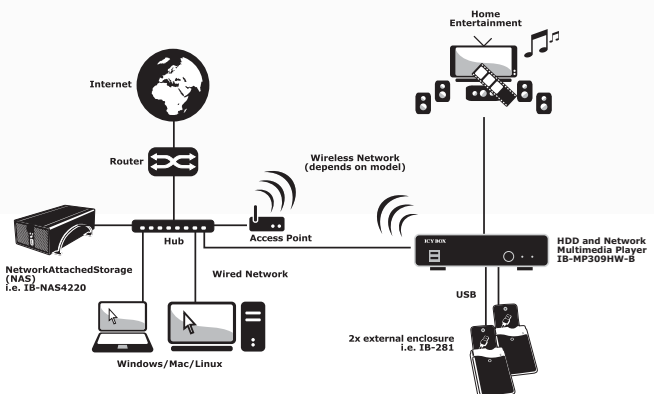 Home
Entertainment
Internet
Router
Wireless Network
(depends on model)
Hub
Access Point
ICY BOX
HDD and Network
Multimedia Player
IB-MP309HW-B
NetworkAttachedStorage
(NAS)
i.e. IB-NAS4220
Wired Network
USB
2x external enclosure
i.e. IB-281
Windows/Mac/Linux